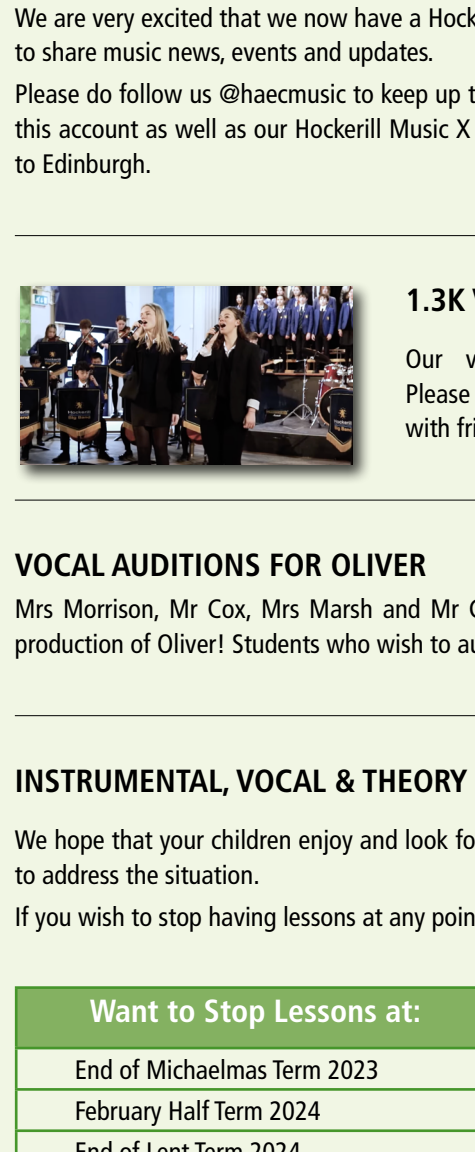 We are very excited that we now have a
to share music news, events and updates.
Please do follow us @haecmusic to keep up
this account as well as our Hockerill Music X
to Edinburgh.
1.3K
Our
Please
with
VOCAL AUDITIONS FOR OLIVER
Mrs Morrison, Mr Cox, Mrs Marsh and Mr
production of Oliver! Students who wish to
INSTRUMENTAL, VOCAL & THEORY
We hope that your children enjoy and look
to address the situation.
If you wish to stop having lessons at any
Want to Stop Lessons at:
End of Michaelmas Term 2023
February Half Term 2024
End of Lent Term 2024